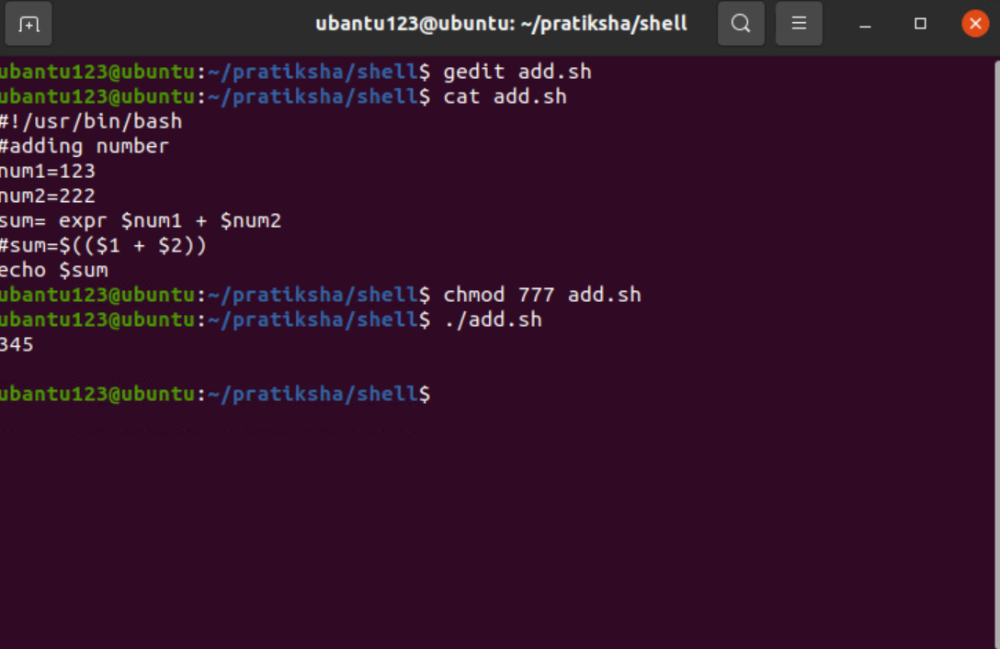 ubantu123@ubuntu: ~/pratiksha/shell
ubantu123@ubuntu:~/pratiksha/shell$ gedit add.sh
ubantu123@ubuntu:~/pratiksha/shell$ cat add.sh
#!/usr/bin/bash
#adding number
num1=123
num2=222
sum= expr $num1 + $num2
#sum=$(($1 + $2))
echo $sum
ubantu123@ubuntu:~/pratiksha/shell$ chmod 777 add.sh
ubantu123@ubuntu:~/pratiksha/shell$ ./add.sh
345
ubantu123@ubuntu:~/pratiksha/shell$